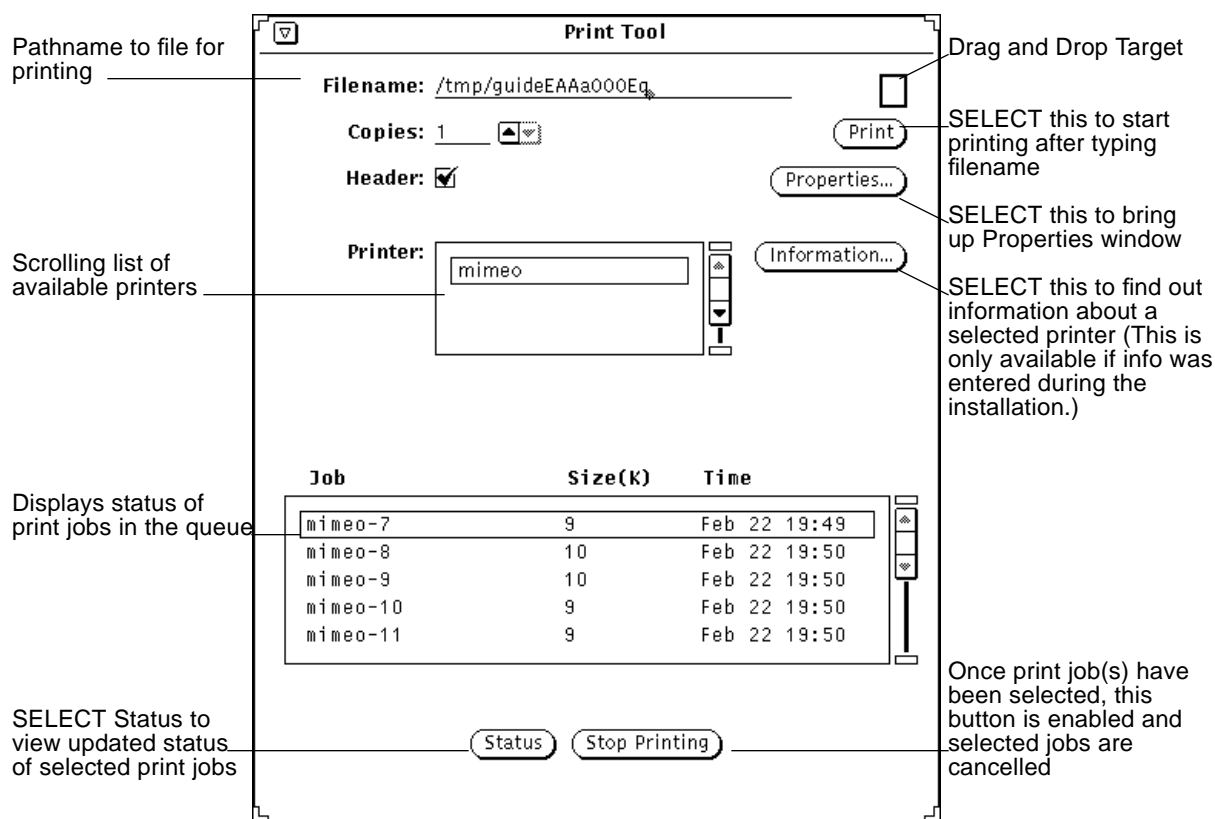 Print Tool
Pathname to file for
printing
Filename: /tmp/guideEAAa000Eq
Drag and Drop Target
Copies: 1
Print
SELECT this to start
printing after typing
filename
Header:
Properties...
SELECT this to bring
up Properties window
Printer:
mimeo
Information...
Scrolling list of
available printers
SELECT this to find out
information about a
selected printer (This is
only available if info was
entered during the
installation.)
Job Size(K) Time
Displays status of
print jobs in the queue
mimeo-7 9 Feb 22 19:49
mimeo-8 10 Feb 22 19:50
mimeo-9 10 Feb 22 19:50
mimeo-10 9 Feb 22 19:50
mimeo-11 9 Feb 22 19:50
SELECT Status to
view updated status
of selected print jobs
Status Stop Printing
Once print job(s) have
been selected, this
button is enabled and
selected jobs are
cancelled